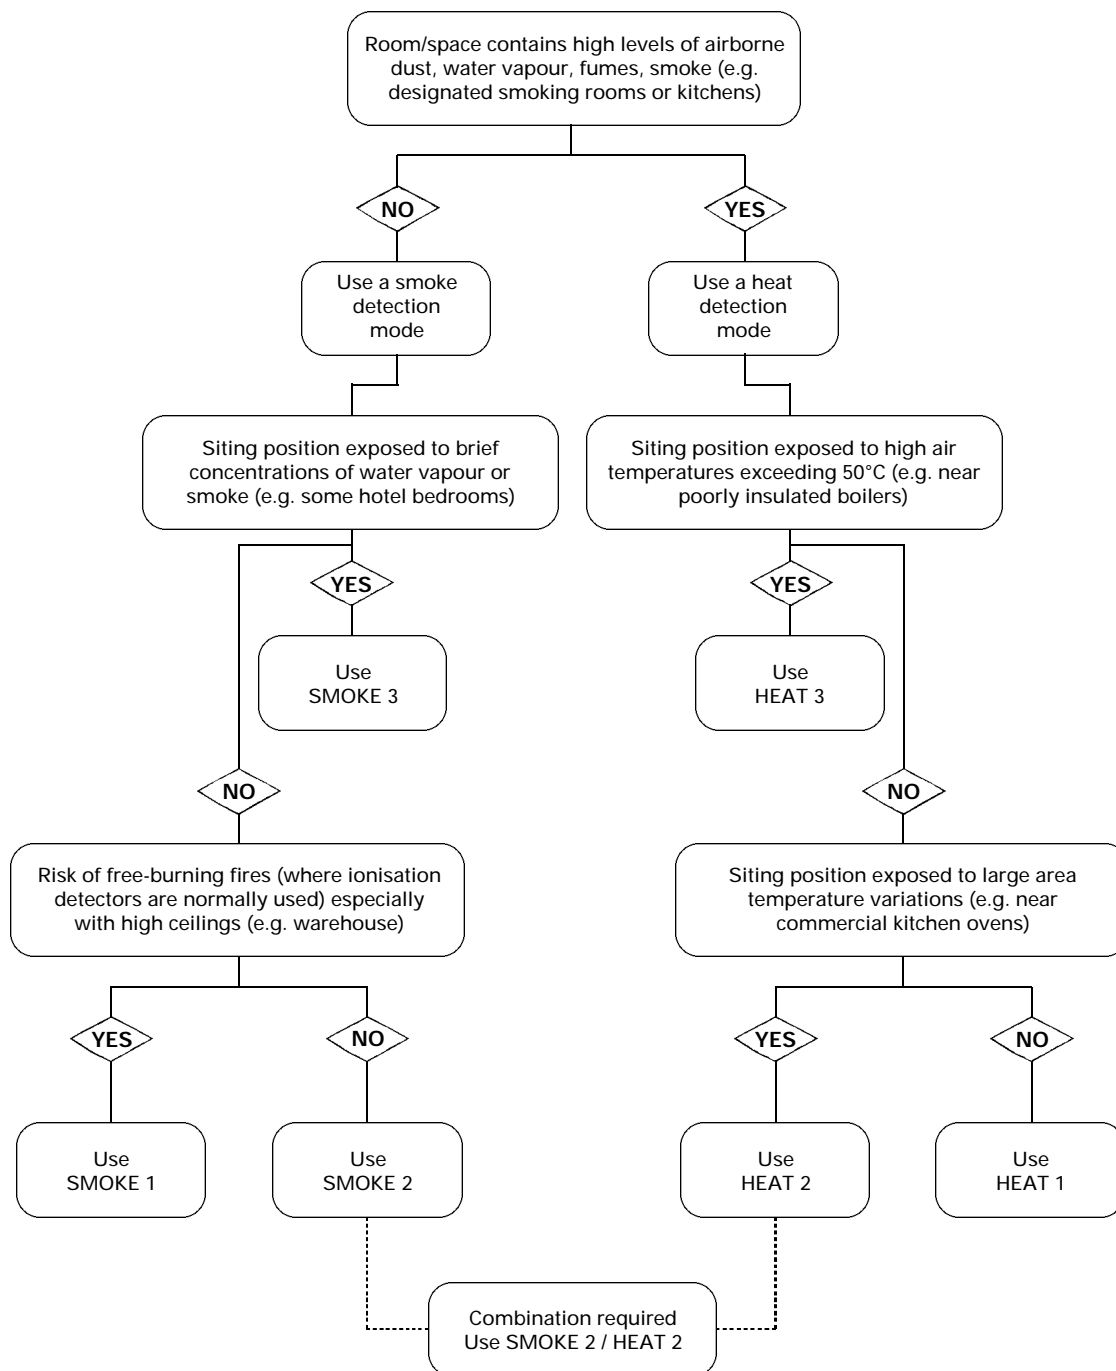 Room/space contains high levels of airborne
dust, water vapour, fumes, smoke (e.g.
designated smoking rooms or kitchens)
NO
YES
Use a smoke
detection
mode
Use a heat
detection
mode
Siting position exposed to brief
concentrations of water vapour or
smoke (e.g. some hotel bedrooms)
Siting position exposed to high air
temperatures exceeding 50°C (e.g. near
poorly insulated boilers)
YES
YES
Use
SMOKE 3
Use
HEAT 3
NO
NO
Risk of free-burning fires (where ionisation
detectors are normally used) especially
with high ceilings (e.g. warehouse)
Siting position exposed to large area
temperature variations (e.g. near
commercial kitchen ovens)
YES
NO
YES
NO
Use
SMOKE 1
Use
SMOKE 2
Use
HEAT 2
Use
HEAT 1
Combination required
Use SMOKE 2 / HEAT 2